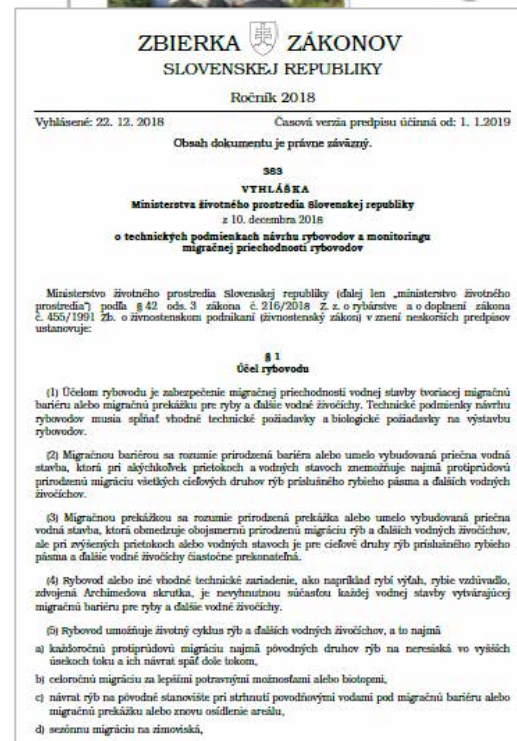 ZBIERKA ZÁKONOV
SLOVENSKEJ REPUBLIKY
Ročník 2018
Vyhlásené: 22. 12. 2018 Časová verzia predpisu účinná od: 1. 1.2019
Obsah dokumentu je právne záväzný.
383
VYHLÁŠKA
Ministerstva životného prostredia Slovenskej republiky
z 10. decembra 2018
o technických podmienkach návrhu rybovodov a monitoringu
migračnej priechodnosti rybovodov
Ministerstvo životného prostredia Slovenskej republiky (ďalej len „ministerstvo životného
prostredia“) podľa § 42 ods. 3 zákona č. 216/2018 Z. z. o rybárstve a o doplnení zákona
č. 455/1991 Zb. o živnostenskom podnikaní (živnostenský zákon) v znení neskorších predpisov
ustanovuje:
§ 1
Účel rybovodu
(1) Účelom rybovodu je zabezpečenie migračnej priechodnosti vodnej stavby tvoriacej migračnú
bariéru alebo migračnú prekážku pre ryby a ďalšie vodné živočíchy. Technické podmienky návrhu
rybovodov musia spĺňať vhodné technické požiadavky a biologické požiadavky na výstavbu
rybovodov.
(2) Migračnou bariérou sa rozumie prirodzená bariéra alebo umelo vybudovaná priečna vodná
stavba, ktorá pri akýchkoľvek prietokoch a vodných stavoch znemožňuje najmä protiprúdovú
prirodzenú migráciu všetkých cieľových druhov rýb príslušného rybieho pásma a ďalších vodných
živočíchov.
(3) Migračnou prekážkou sa rozumie prirodzená prekážka alebo umelo vybudovaná priečna
vodná stavba, ktorá obmedzuje obojsmernú prirodzenú migráciu rýb a ďalších vodných živočíchov,
ale pri zvýšených prietokoch alebo vodných stavoch je pre cieľové druhy rýb príslušného rybieho
pásma a ďalšie vodné živočíchy čiastočne prekonateľná.
(4) Rybovod alebo iné vhodné technické zariadenie, ako napríklad rybí výťah, rybie vzdúvadlo,
zdvojená Archimedova skrutka, je nevyhnutnou súčasťou každej vodnej stavby vytvárajúcej
migračnú bariéru pre ryby a ďalšie vodné živočíchy.
(5) Rybovod umožňuje životný cyklus rýb a ďalších vodných živočíchov, a to najmä
a) každoročnú protiprúdovú migráciu najmä pôvodných druhov rýb na neresiská vo vyšších
úsekoch toku a ich návrat späť dole tokom,
b) celoročnú migráciu za lepšími potravnými možnosťami alebo biotopmi,
c) návrat rýb na pôvodné stanovište pri strhnutí povodňovými vodami pod migračnú bariéru alebo
migračnú prekážku alebo znovu osídlenie areálu,
d) sezónnu migráciu na zimoviská,